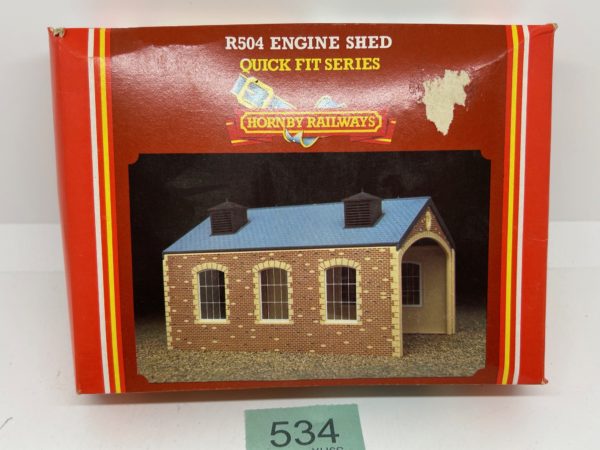 R504 ENGINE SHED
QUICK FIT SERIES
HORNBY RAILWAYS
534